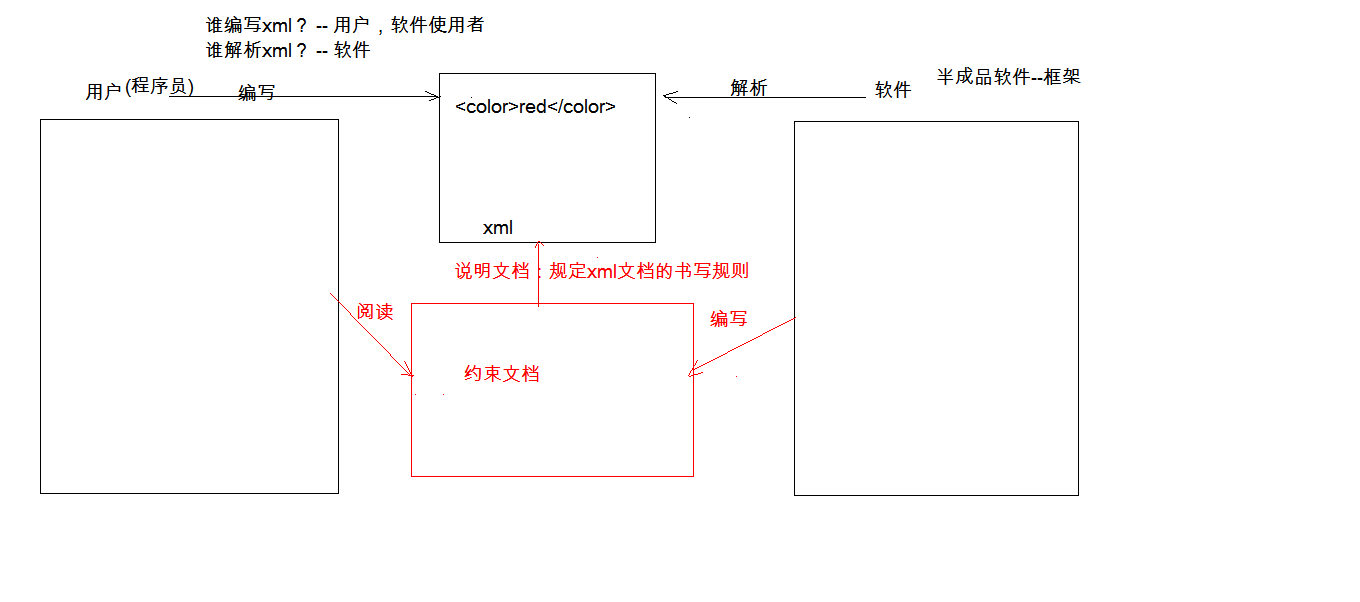 谁编写xml？ -- 用户，软件使用者
谁解析xml？ -- 软件
用户 (程序员) 编写
<color>red</color>
解析 软件 半成品软件--框架
xml
说明文档：规定xml文档的书写规则
阅读
编写
约束文档